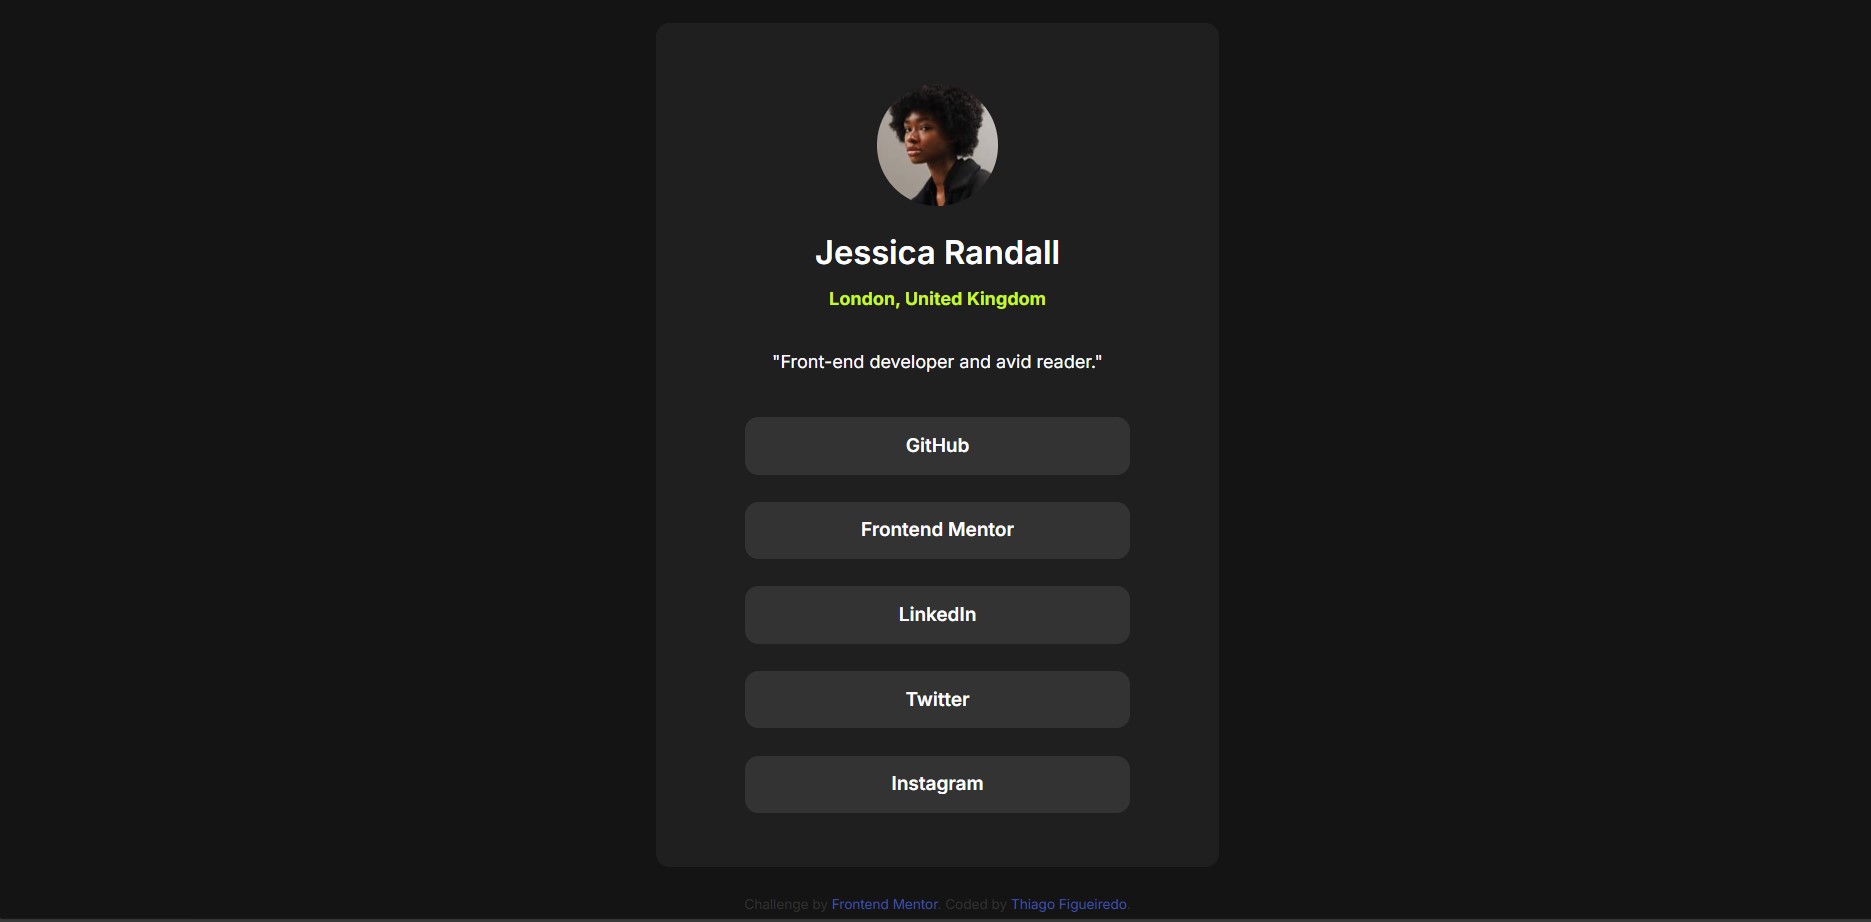 Jessica Randall
London, United Kingdom
"Front-end developer and avid reader."
GitHub
Frontend Mentor
LinkedIn
Twitter
Instagram
Challenge by Frontend Mentor. Coded by Thiago Figueiredo.